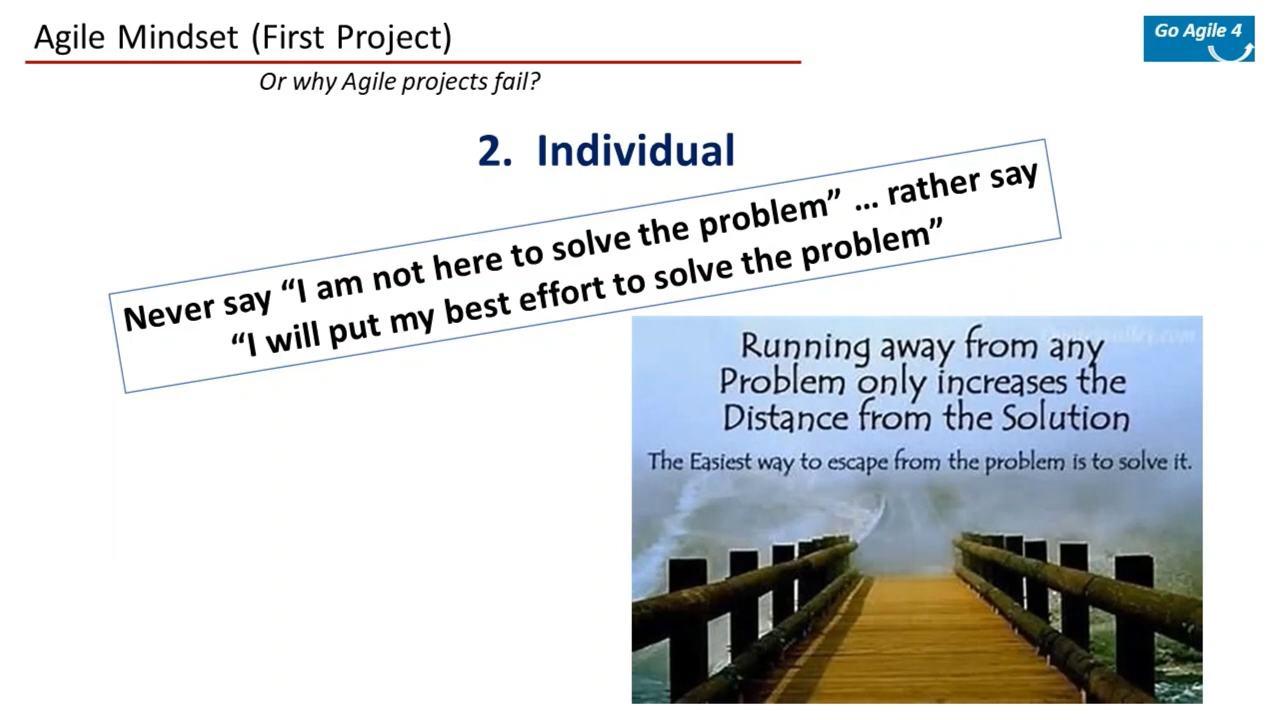 Agile Mindset (First Project)
Go Agile 4
Or why Agile projects fail?
2. Individual
Never say “I am not here to solve the problem” ... rather say
“I will put my best effort to solve the problem”
Running away from any
Problem only increases the
Distance from the Solution
The Easiest way to escape from the problem is to solve it.